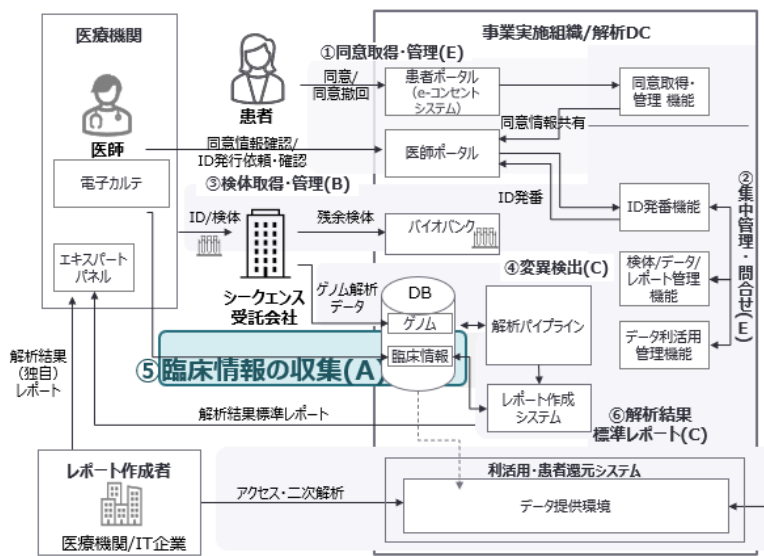 医療機関
医師
電子カルテ
エキスパート
パネル
患者
①同意取得・管理(E)
同意/
同意撤回
同意情報確認/
ID発行依頼・確認
③検体取得・管理(B)
ID/検体
残余検体
シークエンス
受託会社
ゲノム解析
データ
事業実施組織/解析DC
患者ポータル
(e-コンセント
システム)
同意取得・
管理 機能
同意情報共有
医師ポータル
ID発番
ID発番機能
バイオバンク
②集中管理・問合せ(E)
検体/データ/
レポート管理
機能
データ利活用
管理機能
④変異検出(C)
DB
ゲノム
臨床情報
解析パイプライン
⑤臨床情報の収集(A)
レポート作成
システム
⑥解析結果
標準レポート(C)
解析結果
(独自)
レポート
解析結果標準レポート
レポート作成者
医療機関/IT企業
アクセス・二次解析
利活用・患者還元システム
データ提供環境